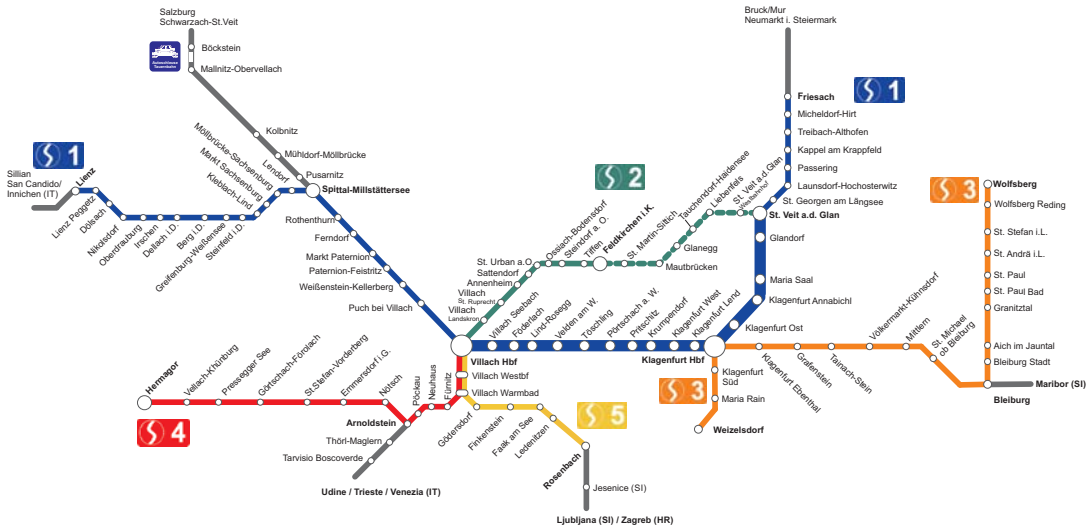 Salzburg
Schwarzach-St.Veit
Böckstein
Autoschleuse
Tauernbahn
Mallnitz-Obervellach
Kolbnitz
Mühldorf-Möllbrücke
Pusarnitz
S 1
Sillian
San Candido/
Innichen (IT)
Lienz
Lienz Peggetz
Dölsach
Nikolsdorf
Oberdrauburg
Irschen
Dellach i.D.
Berg i.D.
Greifenburg-Weißensee
Steinfeld i.D.
Kleblach-Lind
Markt Sachsenburg
Möllbrücke-Sachsenburg
Lendorf
Spittal-Millstättersee
Rothenthurn
Ferndorf
Markt Paternion
Paternion-Feistritz
Weißenstein-Kellerberg
Puch bei Villach
Villach Hbf
Villach Westbf
Villach Warmbad
S 2
Villach
Landskron
Villach
St. Ruprecht
Annenheim
Sattendorf
St. Urban a.O.
Ossiach-Bodensdorf
Steindorf a. O.
Tiffen
Feldkirchen i.K.
St. Martin-Sittich
Mautbrücken
Glanegg
Tauchendorf-Haidensee
Liebenfels
St. Veit a.d. Glan
Westbahnhof
Bruck/Mur
Neumarkt i. Steiermark
S 1
Friesach
Micheldorf-Hirt
Treibach-Althofen
Kappel am Krappfeld
Passering
Launsdorf-Hochosterwitz
St. Georgen am Längsee
St. Veit a.d. Glan
Glandorf
Maria Saal
Klagenfurt Annabichl
Klagenfurt Ost
Klagenfurt Hbf
Villach Seebach
Föderlach
Lind-Rosegg
Velden am W.
Töschling
Pörtschach a. W.
Pritschitz
Krumpendorf
Klagenfurt West
Klagenfurt Lend
S 3
Wolfsberg
Wolfsberg Reding
St. Stefan i.L.
St. Andrä i.L.
St. Paul
St. Paul Bad
Granitztal
Aich im Jauntal
Bleiburg Stadt
Bleiburg
Maribor (SI)
St. Michael
ob Bleiburg
Mittlern
Völkermarkt-Kühnsdorf
Tainach-Stein
Grafenstein
Klagenfurt Ebenthal
S 3
Klagenfurt
Süd
Maria Rain
Weizelsdorf
S 4
Hermagor
Vellach-Khünburg
Pressegger See
Görtschach-Förolach
St.Stefan-Vorderberg
Emmersdorf i.G.
Nötsch
Arnoldstein
Pöckau
Neuhaus
Fürnitz
Thörl-Maglern
Tarvisio Boscoverde
Udine / Trieste / Venezia (IT)
S 5
Gödersdorf
Finkenstein
Faak am See
Ledenitzen
Rosenbach
Jesenice (SI)
Ljubljana (SI) / Zagreb (HR)